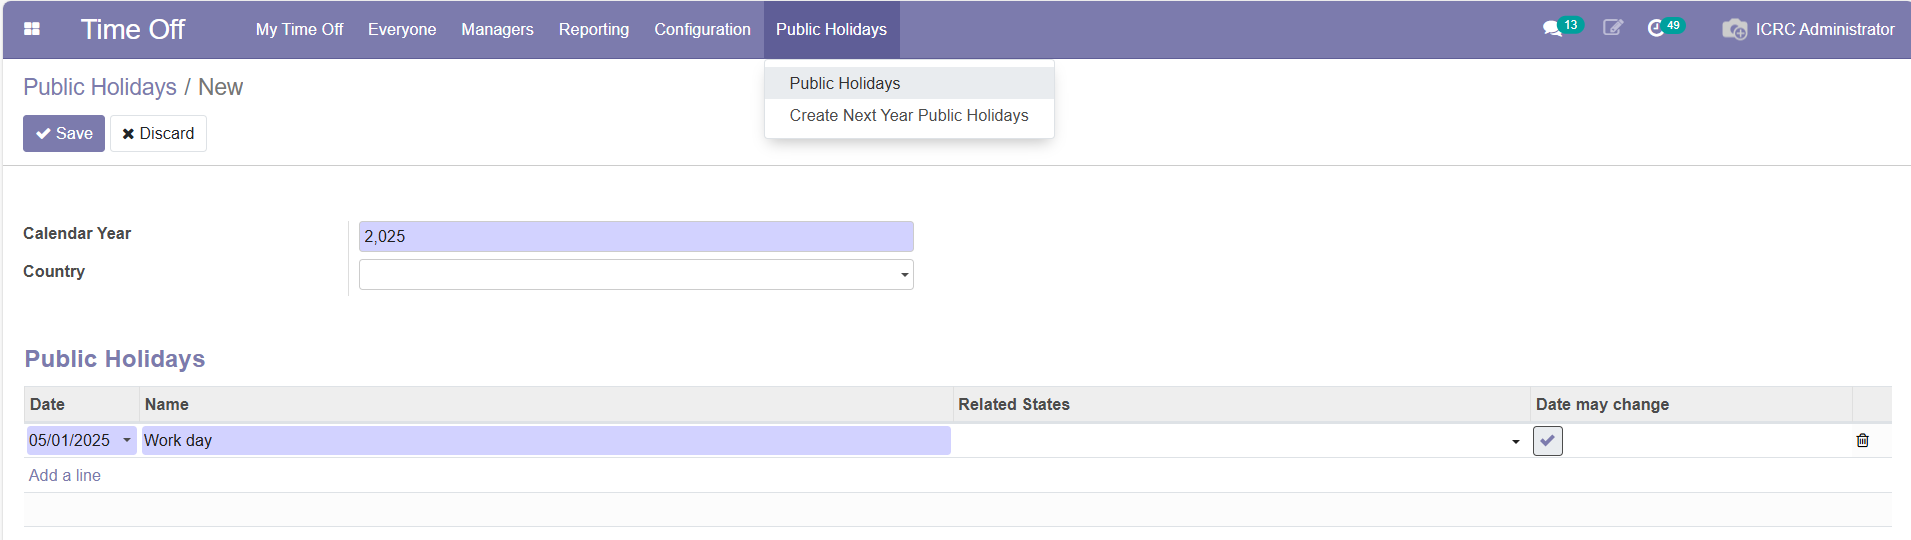 Time Off My Time Off Everyone Managers Reporting Configuration Public Holidays 13 49 ICRC Administrator
Public Holidays
Create Next Year Public Holidays
Public Holidays / New
Save Discard
Calendar Year 2,025
Country
Public Holidays
Date Name Related States Date may change
05/01/2025 Work day
Add a line